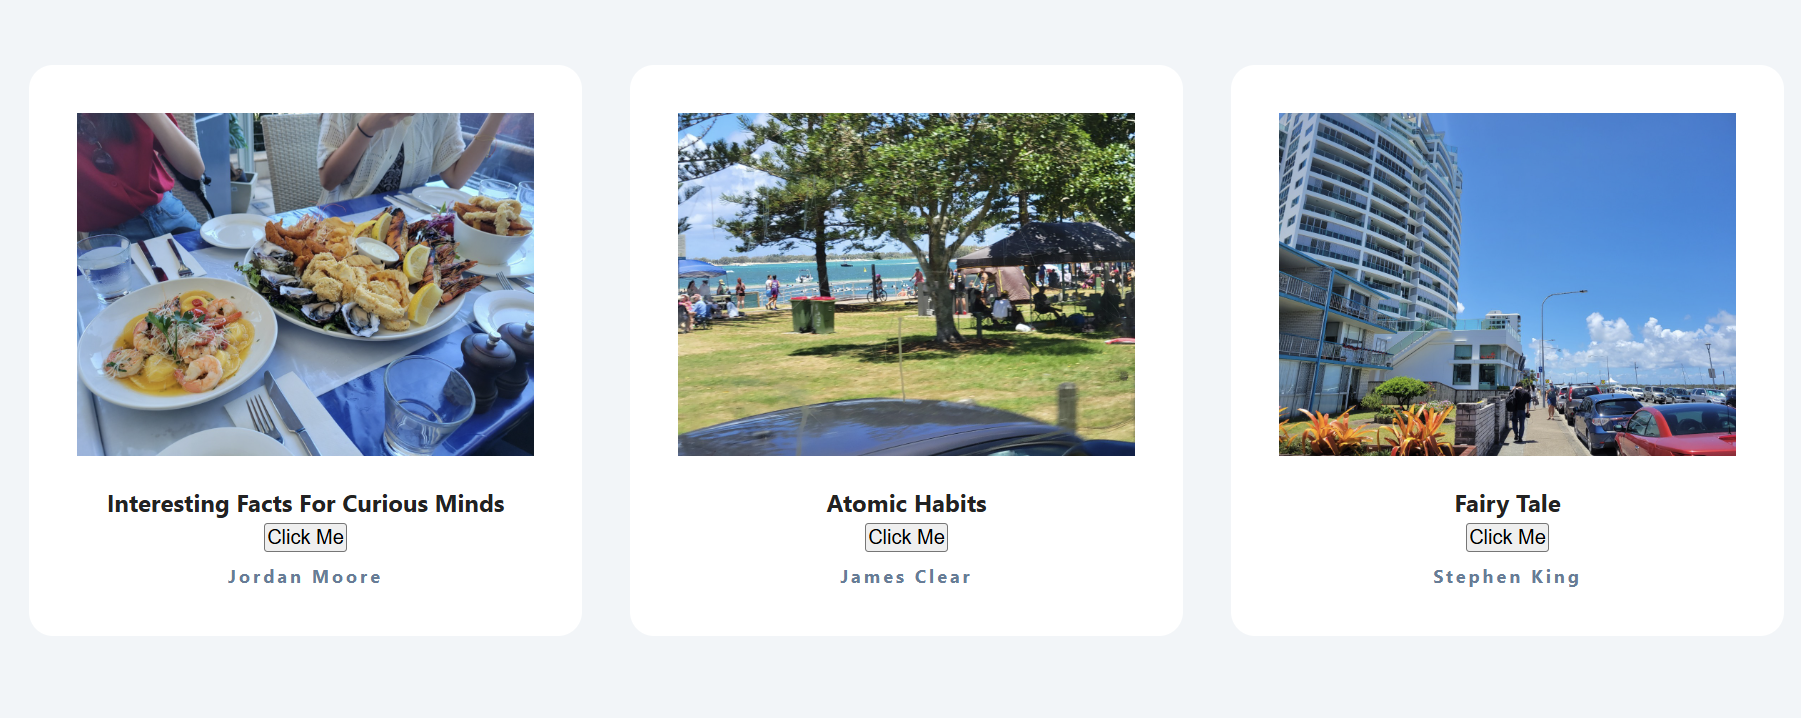 Interesting Facts For Curious Minds
Click Me
Jordan Moore
Atomic Habits
Click Me
James Clear
Fairy Tale
Click Me
Stephen King